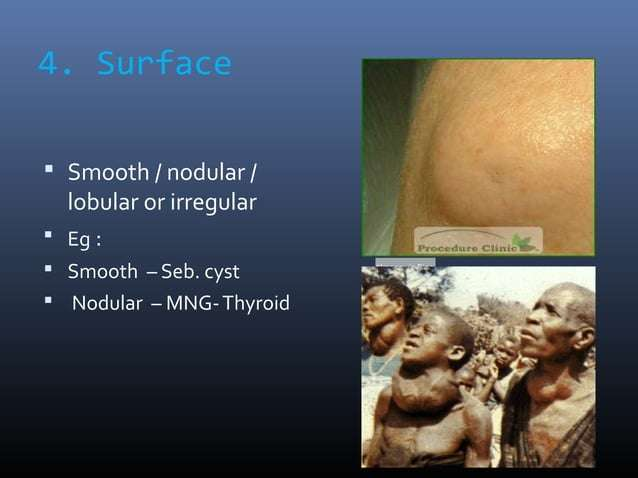 4. Surface
Smooth / nodular /
lobular or irregular
Eg :
Smooth – Seb. cyst
Nodular – MNG- Thyroid
Procedure Clinic